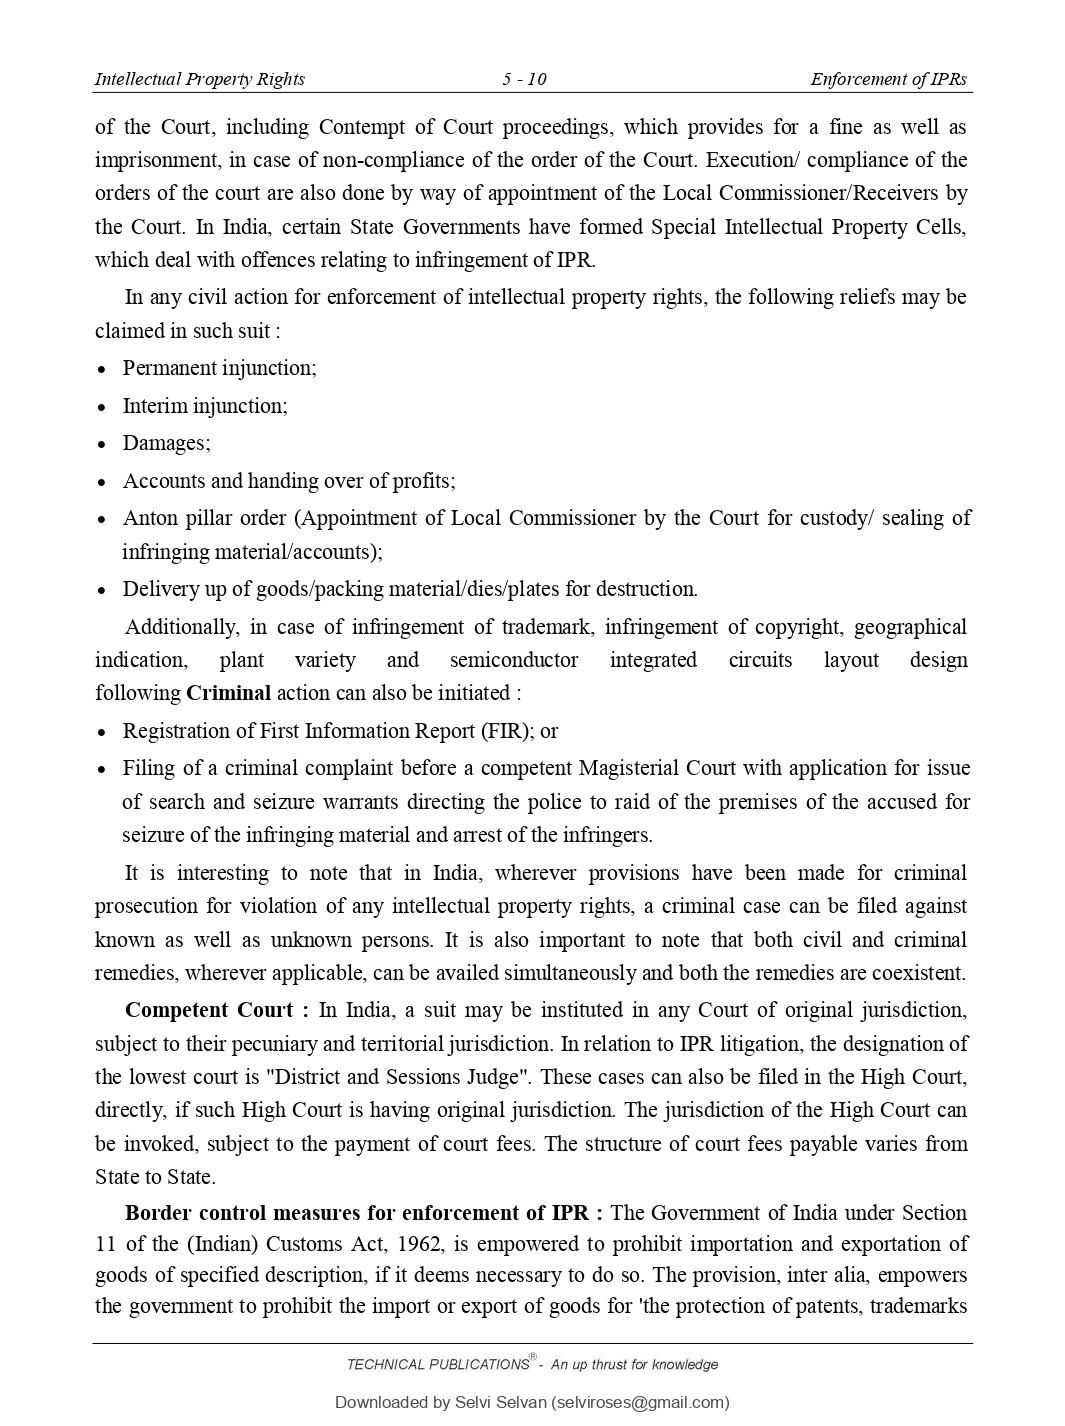 Intellectual Property Rights 5 - 10 Enforcement of IPRs
of the Court, including Contempt of Court proceedings, which provides for a fine as well as
imprisonment, in case of non-compliance of the order of the Court. Execution/ compliance of the
orders of the court are also done by way of appointment of the Local Commissioner/Receivers by
the Court. In India, certain State Governments have formed Special Intellectual Property Cells,
which deal with offences relating to infringement of IPR.
In any civil action for enforcement of intellectual property rights, the following reliefs may be
claimed in such suit :
• Permanent injunction;
• Interim injunction;
• Damages;
• Accounts and handing over of profits;
• Anton pillar order (Appointment of Local Commissioner by the Court for custody/ sealing of
infringing material/accounts);
• Delivery up of goods/packing material/dies/plates for destruction.
Additionally, in case of infringement of trademark, infringement of copyright, geographical
indication, plant variety and semiconductor integrated circuits layout design
following Criminal action can also be initiated :
• Registration of First Information Report (FIR); or
• Filing of a criminal complaint before a competent Magisterial Court with application for issue
of search and seizure warrants directing the police to raid of the premises of the accused for
seizure of the infringing material and arrest of the infringers.
It is interesting to note that in India, wherever provisions have been made for criminal
prosecution for violation of any intellectual property rights, a criminal case can be filed against
known as well as unknown persons. It is also important to note that both civil and criminal
remedies, wherever applicable, can be availed simultaneously and both the remedies are coexistent.
Competent Court : In India, a suit may be instituted in any Court of original jurisdiction,
subject to their pecuniary and territorial jurisdiction. In relation to IPR litigation, the designation of
the lowest court is "District and Sessions Judge". These cases can also be filed in the High Court,
directly, if such High Court is having original jurisdiction. The jurisdiction of the High Court can
be invoked, subject to the payment of court fees. The structure of court fees payable varies from
State to State.
Border control measures for enforcement of IPR : The Government of India under Section
11 of the (Indian) Customs Act, 1962, is empowered to prohibit importation and exportation of
goods of specified description, if it deems necessary to do so. The provision, inter alia, empowers
the government to prohibit the import or export of goods for 'the protection of patents, trademarks
TECHNICAL PUBLICATIONS® - An up thrust for knowledge
Downloaded by Selvi Selvan (selviroses@gmail.com)